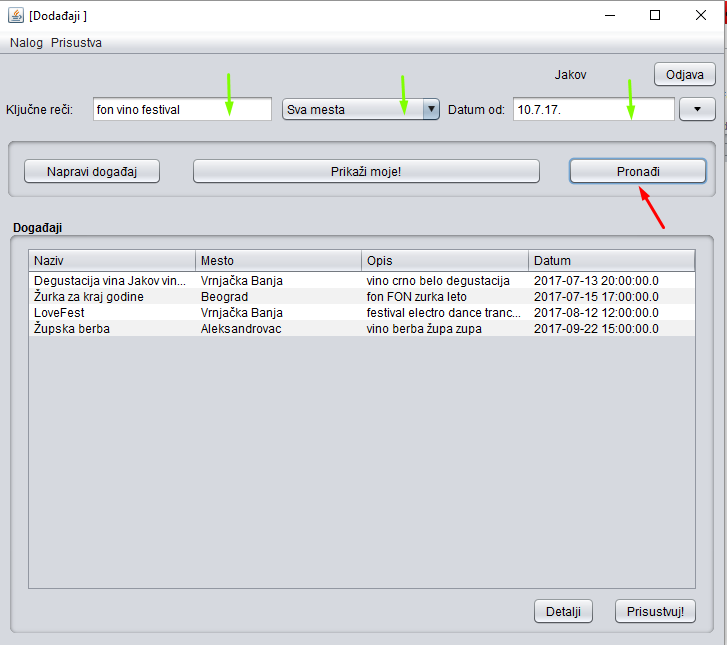 [Događaji ]
Nalog Prisustva
Jakov Odjava
Ključne reči: fon vino festival Sva mesta Datum od: 10.7.17.
Napravi događaj Prikaži moje! Pronađi
Događaji
Naziv Mesto Opis Datum
Degustacija vina Jakov vin... Vrnjačka Banja vino crno belo degustacija 2017-07-13 20:00:00.0
Žurka za kraj godine Beograd fon FON zurka leto 2017-07-15 17:00:00.0
LoveFest Vrnjačka Banja festival electro dance tranc... 2017-08-12 12:00:00.0
Župska berba Aleksandrovac vino berba župa zupa 2017-09-22 15:00:00.0
Detalji Prisustvuj!